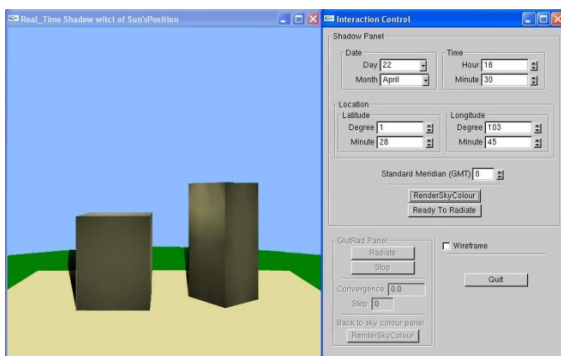 Real_Time Shadow witct of Sun'sPosition
Interaction Control
Shadow Panel
Date
Day 22
Month April
Time
Hour 16
Minute 30
Location
Latitude
Degree 1
Minute 28
Longitude
Degree 103
Minute 45
Standard Meridian (GMT) 8
RenderSkyColour
Ready To Radiate
GlutRad Panel
Radiate
Stop
Convergence 0.0
Step 0
Back to sky colour panel
RenderSkyColour
Wireframe
Quit